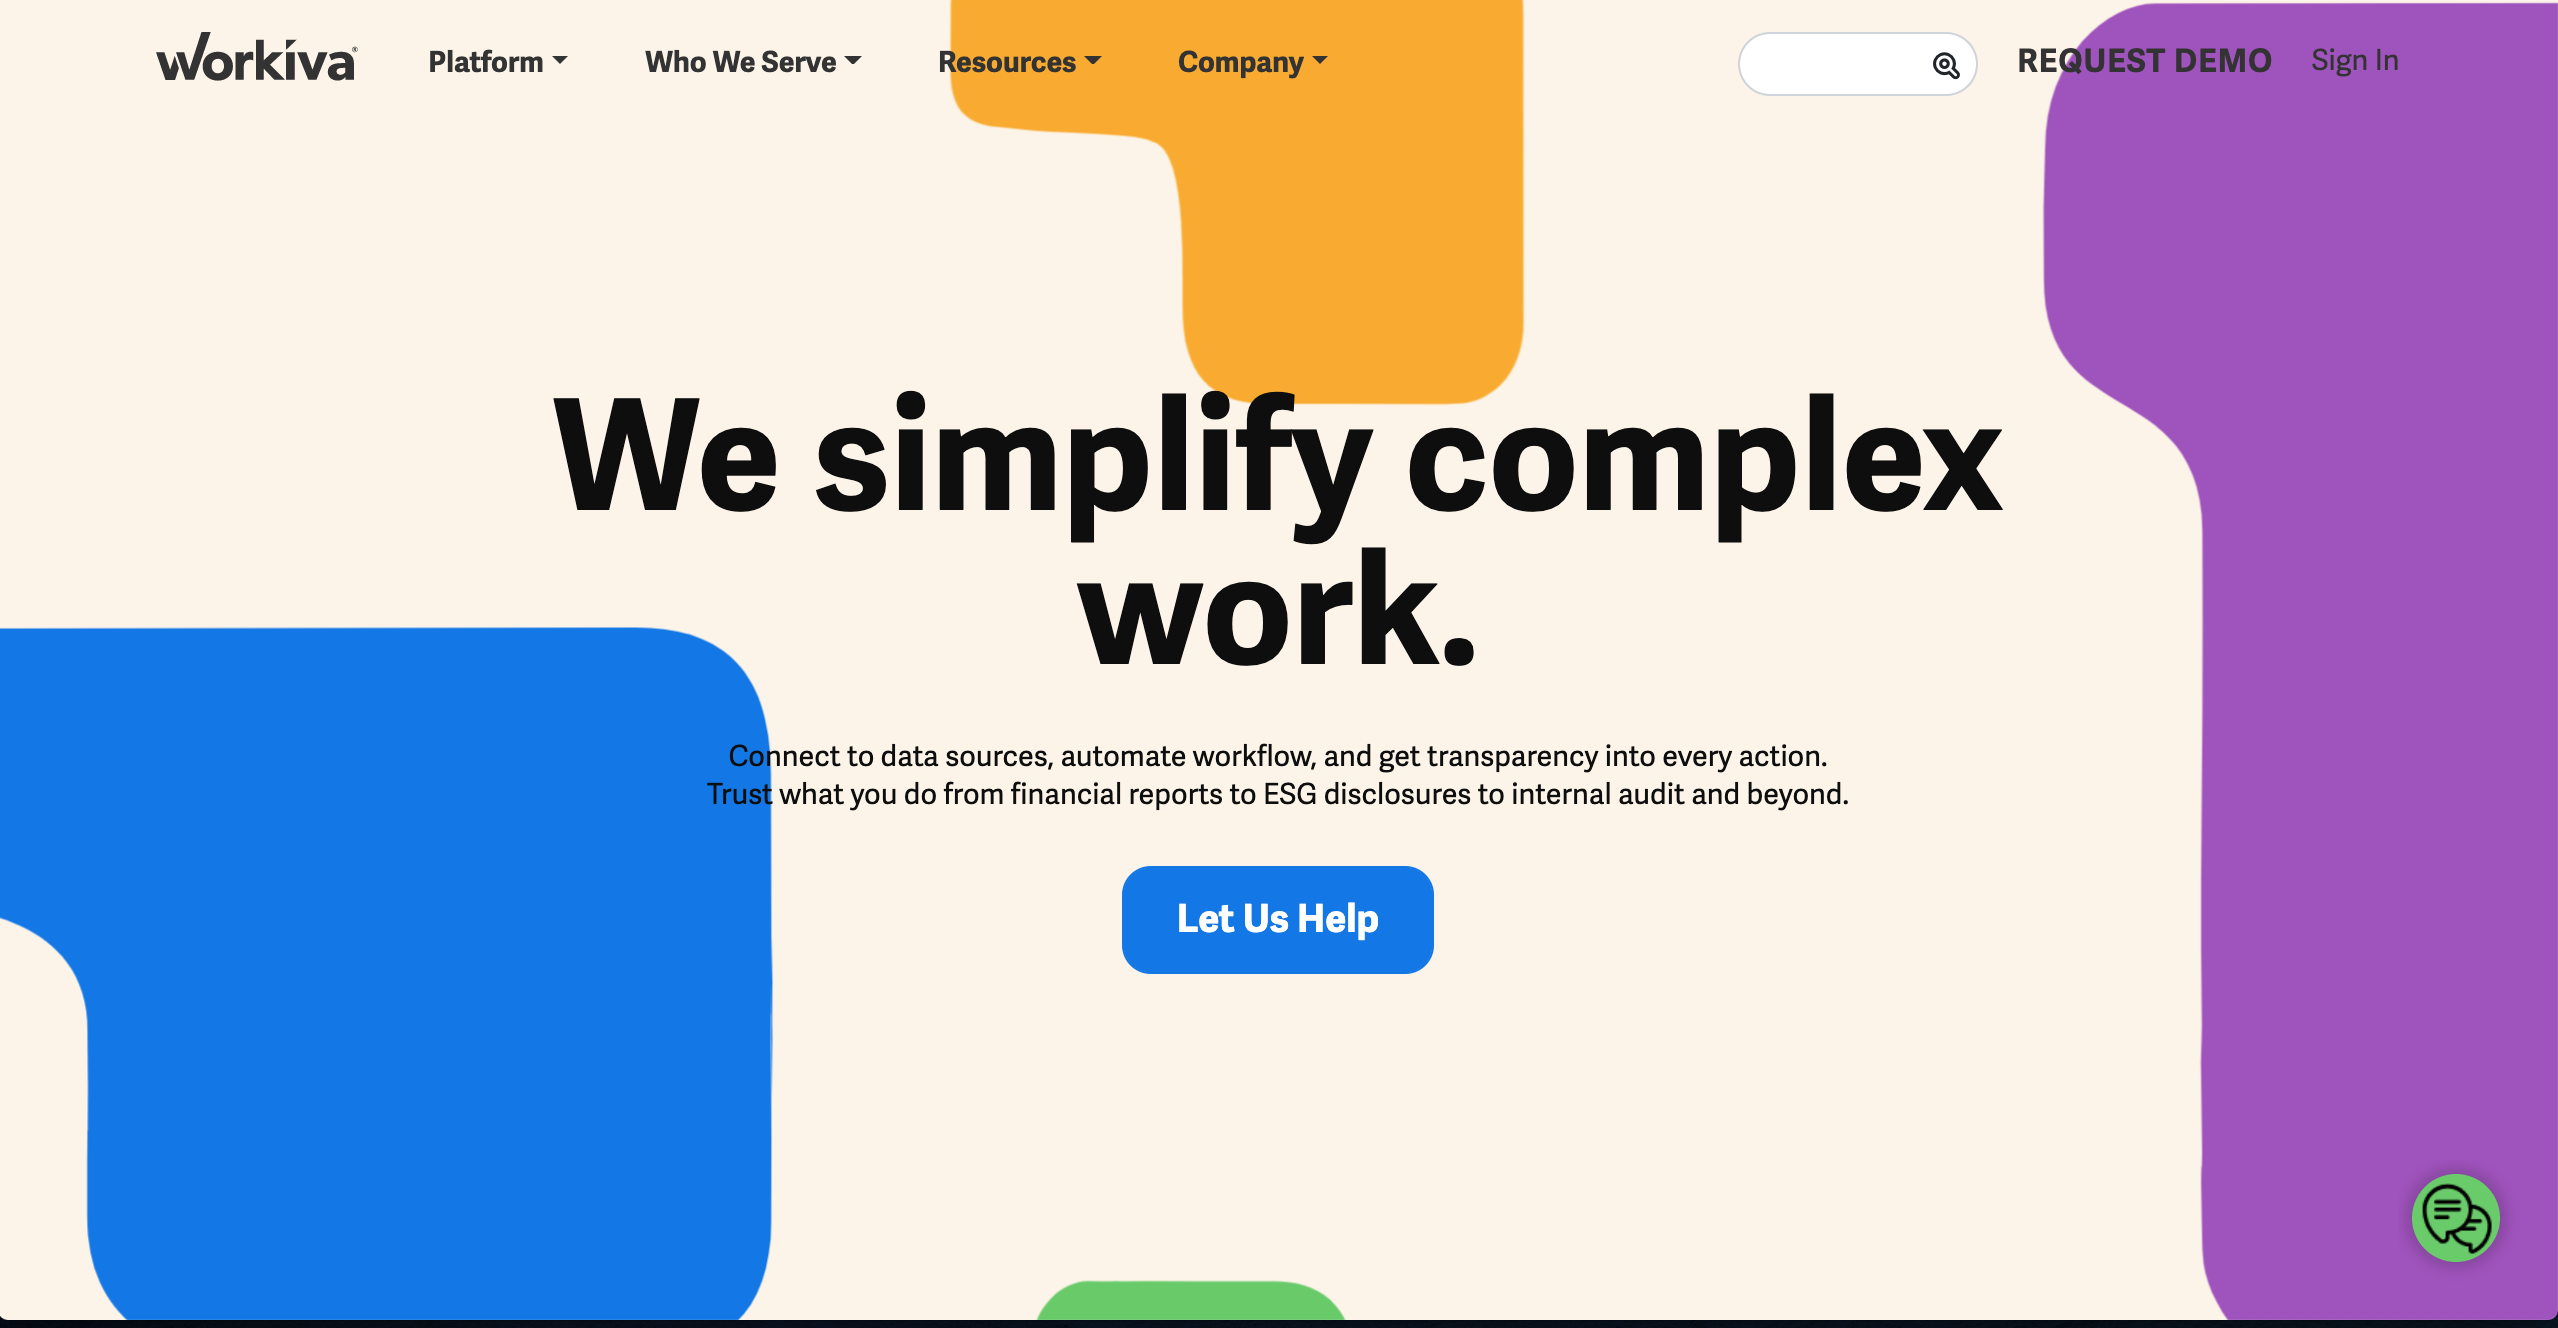 workiva®
Platform
Who We Serve
Resources
Company
REQUEST DEMO
Sign In
We simplify complex
work.
Connect to data sources, automate workflow, and get transparency into every action.
Trust what you do from financial reports to ESG disclosures to internal audit and beyond.
Let Us Help